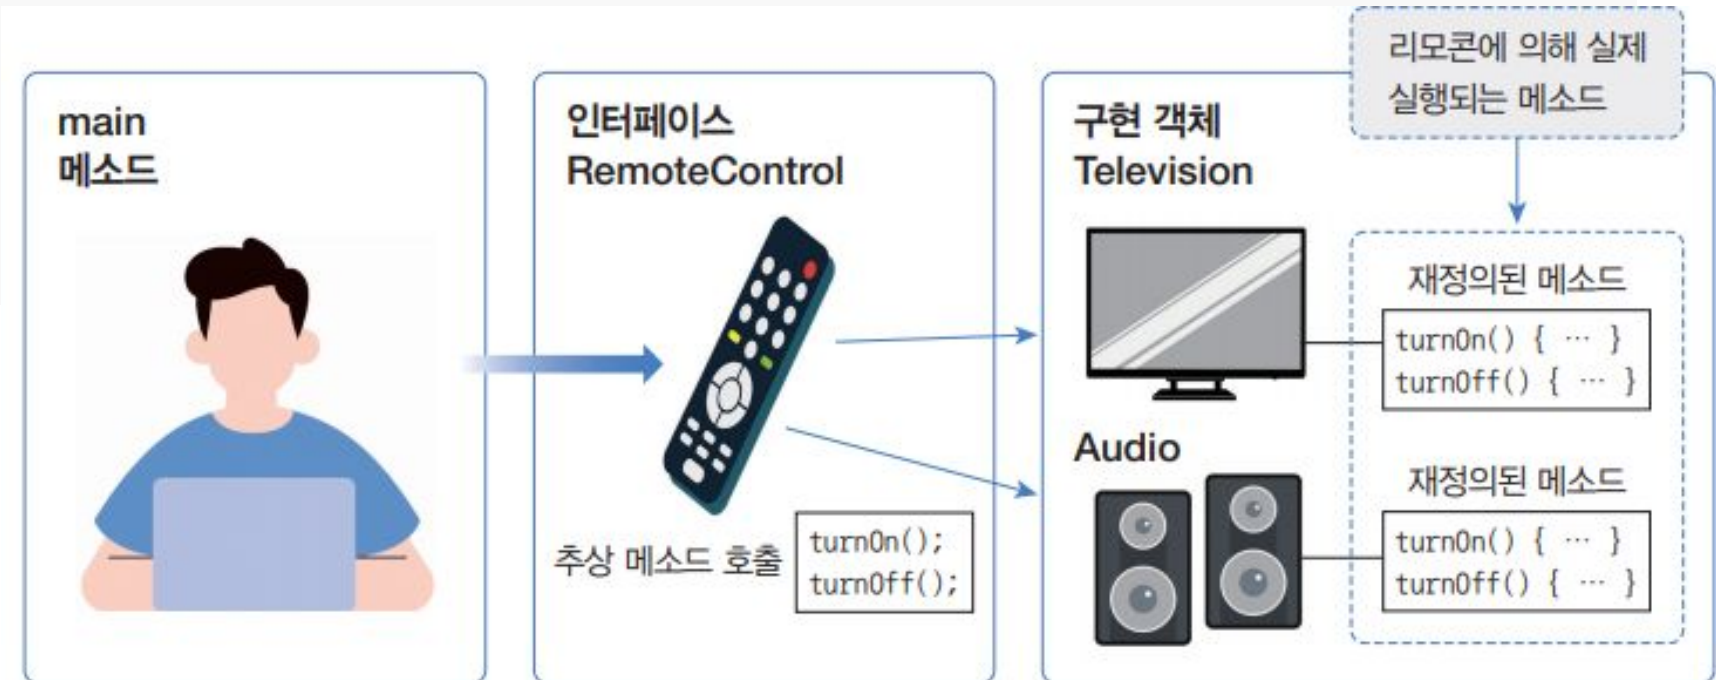 main
메소드
인터페이스
RemoteControl
추상 메소드 호출
turnOn();
turnOff();
구현 객체
Television
리모콘에 의해 실제
실행되는 메소드
재정의된 메소드
turnOn() { ··· }
turnOff() { ··· }
Audio
재정의된 메소드
turnOn() { ··· }
turnOff() { ··· }